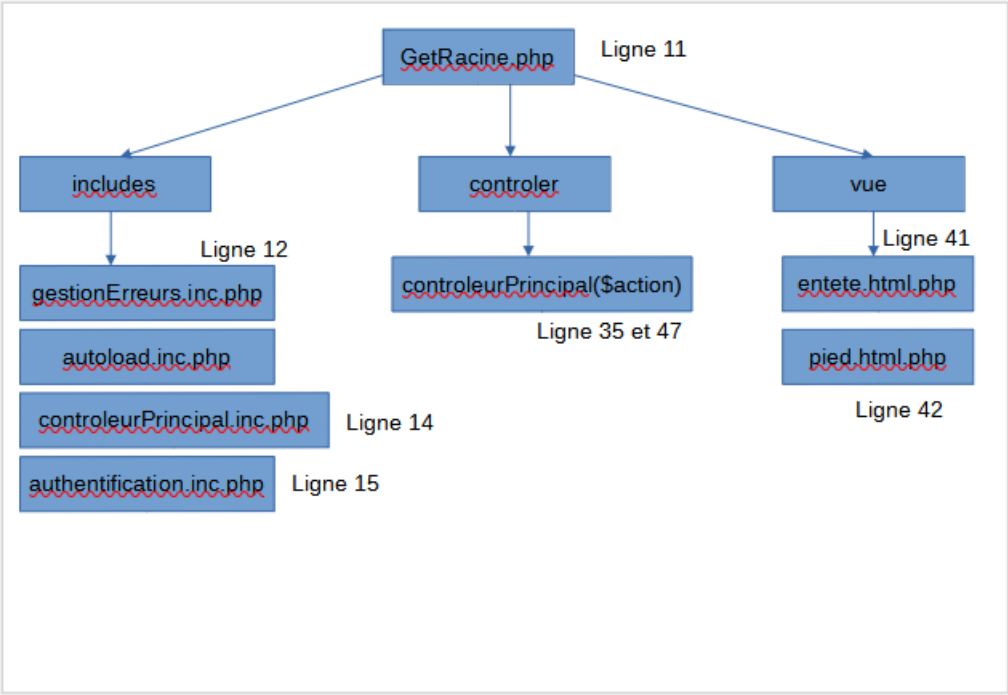 GetRacine.php
Ligne 11
includes
controler
vue
Ligne 12
Ligne 41
gestionErreurs.inc.php
controleurPrincipal($action)
entete.html.php
Ligne 35 et 47
autoload.inc.php
pied.html.php
controleurPrincipal.inc.php
Ligne 14
Ligne 42
authentification.inc.php
Ligne 15